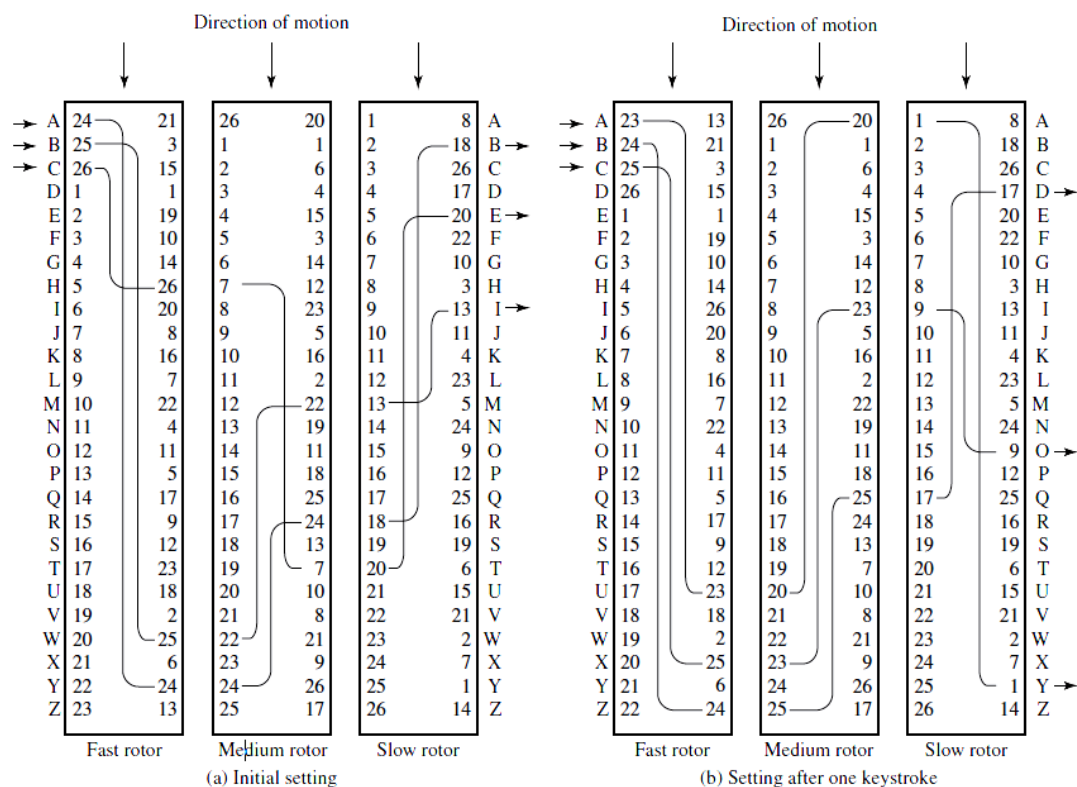 Direction of motion Direction of motion
A 24 21 26 20 1 8 A A 23 13 26 20 1 8 A
B 25 3 1 1 2 18 B B 24 21 1 1 2 18 B
C 26 15 2 6 3 26 C C 25 3 2 6 3 26 C
D 1 1 3 4 4 17 D D 26 15 3 4 4 17 D
E 2 19 4 15 5 20 E E 1 1 4 15 5 20 E
F 3 10 5 3 6 22 F F 2 19 5 3 6 22 F
G 4 14 6 14 7 10 G G 3 10 6 14 7 10 G
H 5 26 7 12 8 3 H H 4 14 7 12 8 3 H
I 6 20 8 23 9 13 I I 5 26 8 23 9 13 I
J 7 8 9 5 10 11 J J 6 20 9 5 10 11 J
K 8 16 10 16 11 4 K K 7 8 10 16 11 4 K
L 9 7 11 2 12 23 L L 8 16 11 2 12 23 L
M 10 22 12 22 13 5 M M 9 7 12 22 13 5 M
N 11 4 13 19 14 24 N N 10 22 13 19 14 24 N
O 12 11 14 11 15 9 O O 11 4 14 11 15 9 O
P 13 5 15 18 16 12 P P 12 11 15 18 16 12 P
Q 14 17 16 25 17 25 Q Q 13 5 16 25 17 25 Q
R 15 9 17 24 18 16 R R 14 17 17 24 18 16 R
S 16 12 18 13 19 19 S S 15 9 18 13 19 19 S
T 17 23 19 7 20 6 T T 16 12 19 7 20 6 T
U 18 18 20 10 21 15 U U 17 23 20 10 21 15 U
V 19 2 21 8 22 21 V V 18 18 21 8 22 21 V
W 20 25 22 21 23 2 W W 19 2 22 21 23 2 W
X 21 6 23 9 24 7 X X 20 25 23 9 24 7 X
Y 22 24 24 26 25 1 Y Y 21 6 24 26 25 1 Y
Z 23 13 25 17 26 14 Z Z 22 24 25 17 26 14 Z
Fast rotor Medium rotor Slow rotor Fast rotor Medium rotor Slow rotor
(a) Initial setting (b) Setting after one keystroke